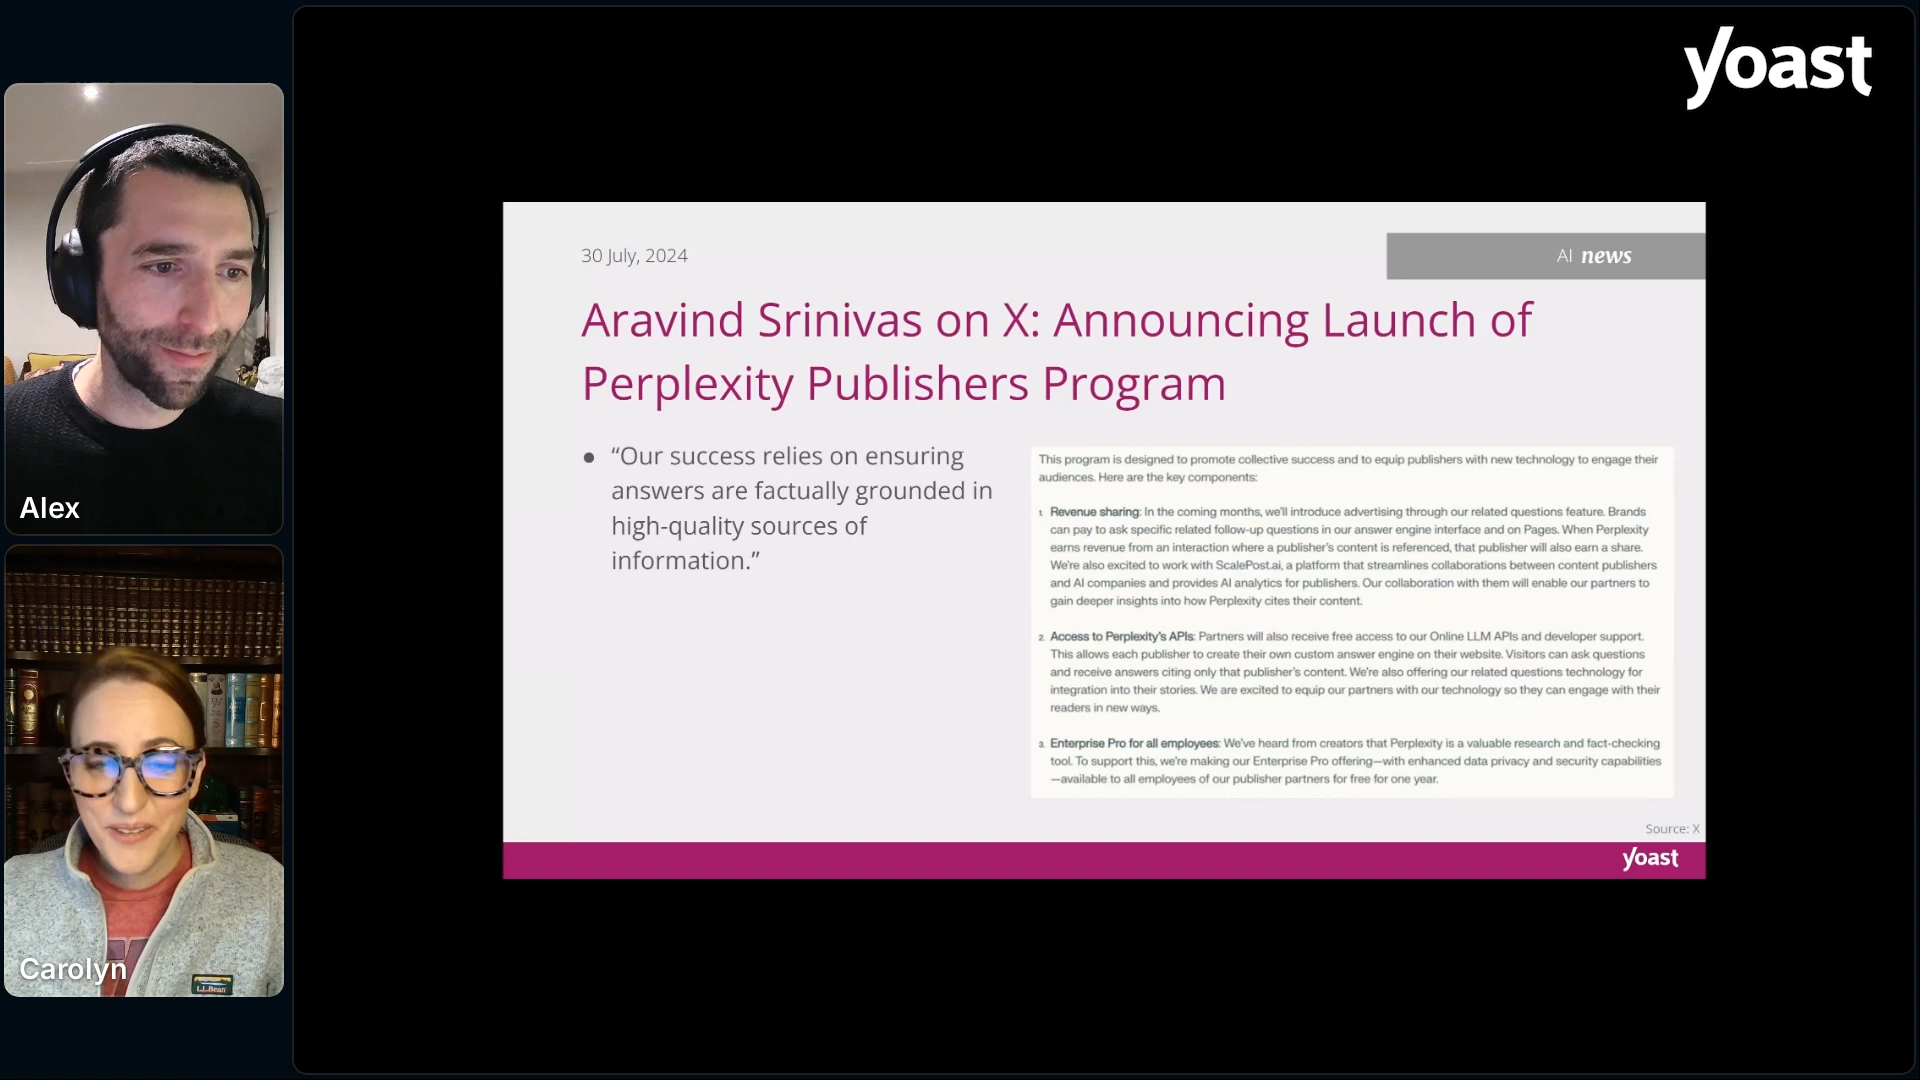 yoast
30 July, 2024
AI news
Aravind Srinivas on X: Announcing Launch of
Perplexity Publishers Program
● “Our success relies on ensuring
answers are factually grounded in
high-quality sources of
information.”
This program is designed to promote collective success and to equip publishers with new technology to engage their
audiences. Here are the key components:
1. Revenue sharing: In the coming months, we'll introduce advertising through our related questions feature. Brands
can pay to ask specific related follow-up questions in our answer engine interface and on Pages. When Perplexity
earns revenue from an interaction where a publisher's content is referenced, that publisher will also earn a share.
We're also excited to work with ScalePost.ai, a platform that streamlines collaborations between content publishers
and AI companies and provides AI analytics for publishers. Our collaboration with them will enable our partners to
gain deeper insights into how Perplexity cites their content.
2. Access to Perplexity's APIs: Partners will also receive free access to our Online LLM APIs and developer support.
This allows each publisher to create their own custom answer engine on their website. Visitors can ask questions
and receive answers citing only that publisher's content. We're also offering our related questions technology for
integration into their stories. We are excited to equip our partners with our technology so they can engage with their
readers in new ways.
3. Enterprise Pro for all employees: We've heard from creators that Perplexity is a valuable research and fact-checking
tool. To support this, we're making our Enterprise Pro offering—with enhanced data privacy and security capabilities
—available to all employees of our publisher partners for free for one year.
Source: X
yoast
Alex
Carolyn
L.L.Bean